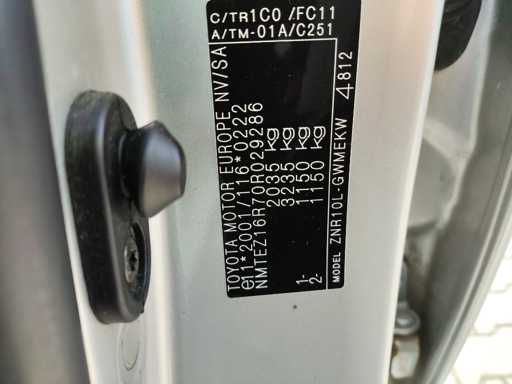 TOYOTA MOTOR EUROPE NV/SA
e11*2001/116*0222
NMTEZ16R70R029286
2035 kg
3235 kg
1- 1150 kg
2- 1150 kg
MODEL ZNR10L-GWMEKW 4812
C/TR1C0 /FC11
A/TM-01A/C251